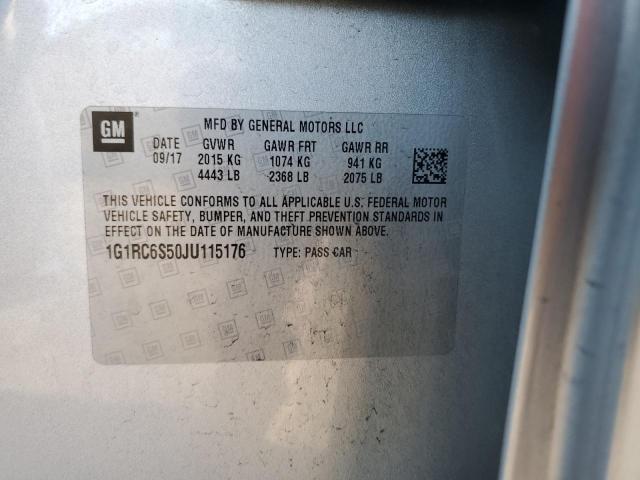 GM ® MFD BY GENERAL MOTORS LLC
DATE GVWR GAWR FRT GAWR RR
09/17 2015 KG 1074 KG 941 KG
4443 LB 2368 LB 2075 LB
THIS VEHICLE CONFORMS TO ALL APPLICABLE U.S. FEDERAL MOTOR
VEHICLE SAFETY, BUMPER, AND THEFT PREVENTION STANDARDS IN
EFFECT ON THE DATE OF MANUFACTURE SHOWN ABOVE.
1G1RC6S50JU115176 TYPE: PASS CAR